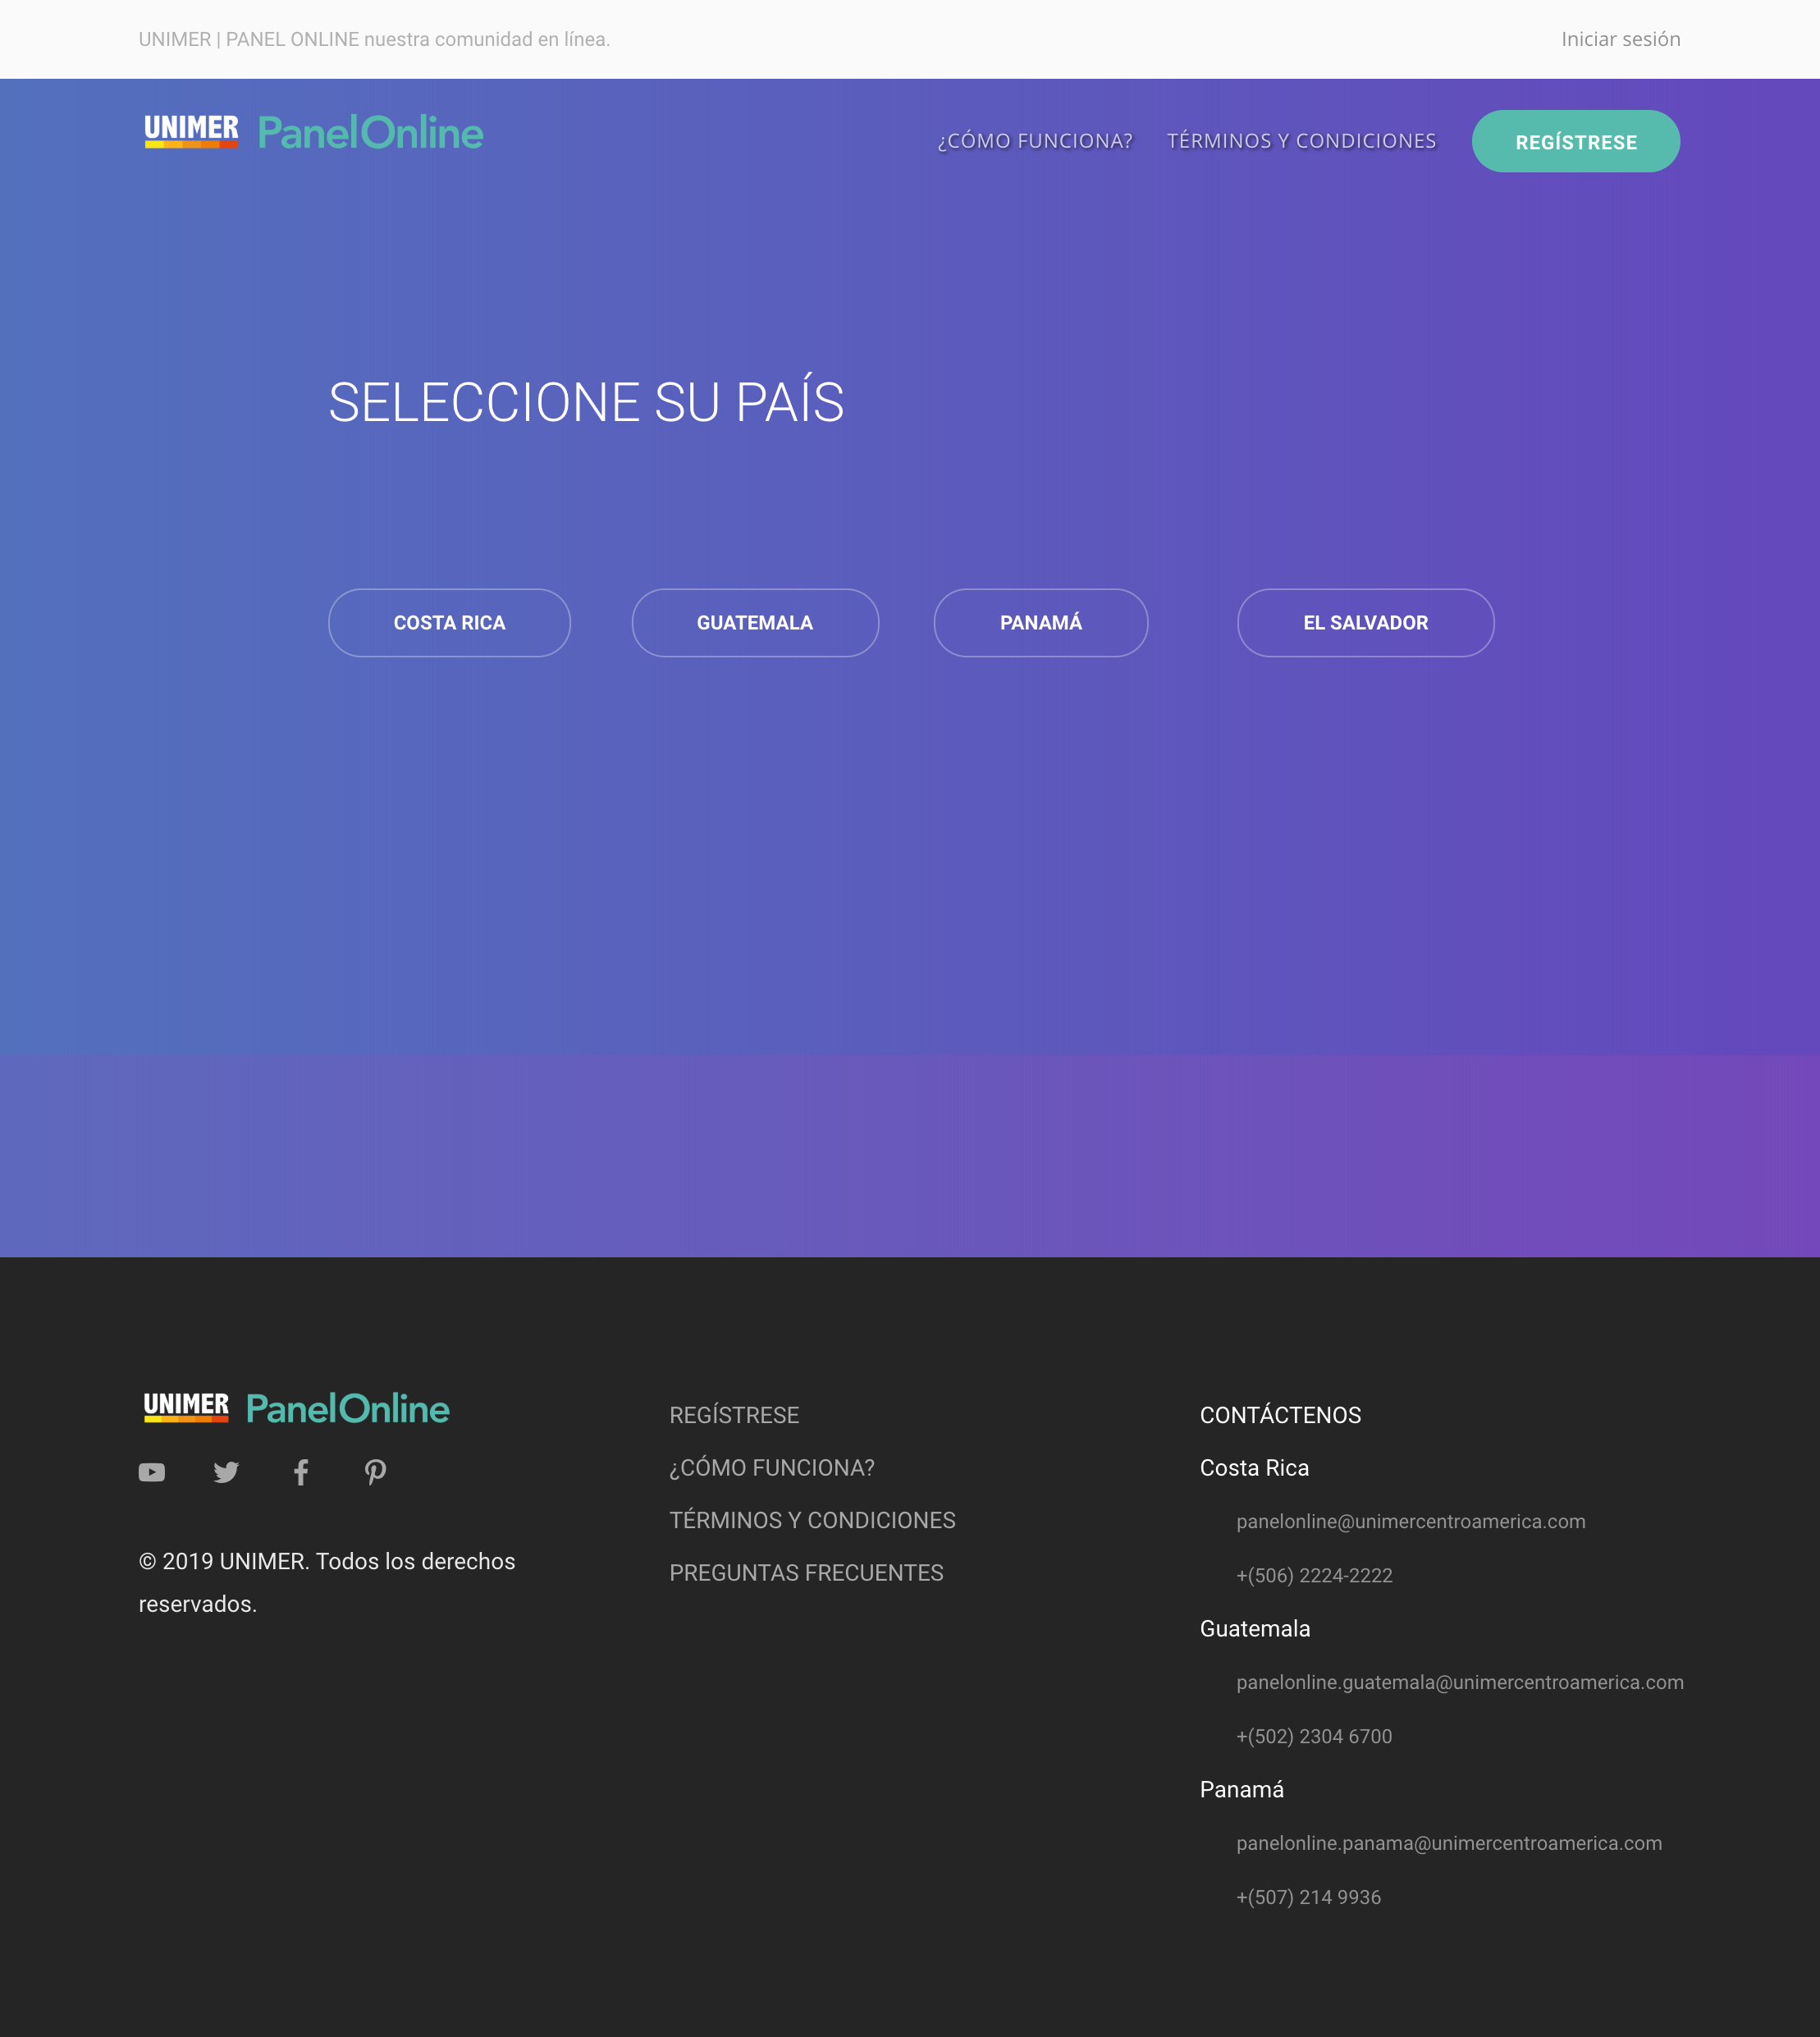 UNIMER | PANEL ONLINE nuestra comunidad en línea.
Iniciar sesión
UNIMER PanelOnline
¿CÓMO FUNCIONA?
TÉRMINOS Y CONDICIONES
REGÍSTRESE
SELECCIONE SU PAÍS
COSTA RICA
GUATEMALA
PANAMÁ
EL SALVADOR
UNIMER PanelOnline
© 2019 UNIMER. Todos los derechos
reservados.
REGÍSTRESE
¿CÓMO FUNCIONA?
TÉRMINOS Y CONDICIONES
PREGUNTAS FRECUENTES
CONTÁCTENOS
Costa Rica
panelonline@unimercentroamerica.com
+(506) 2224-2222
Guatemala
panelonline.guatemala@unimercentroamerica.com
+(502) 2304 6700
Panamá
panelonline.panama@unimercentroamerica.com
+(507) 214 9936